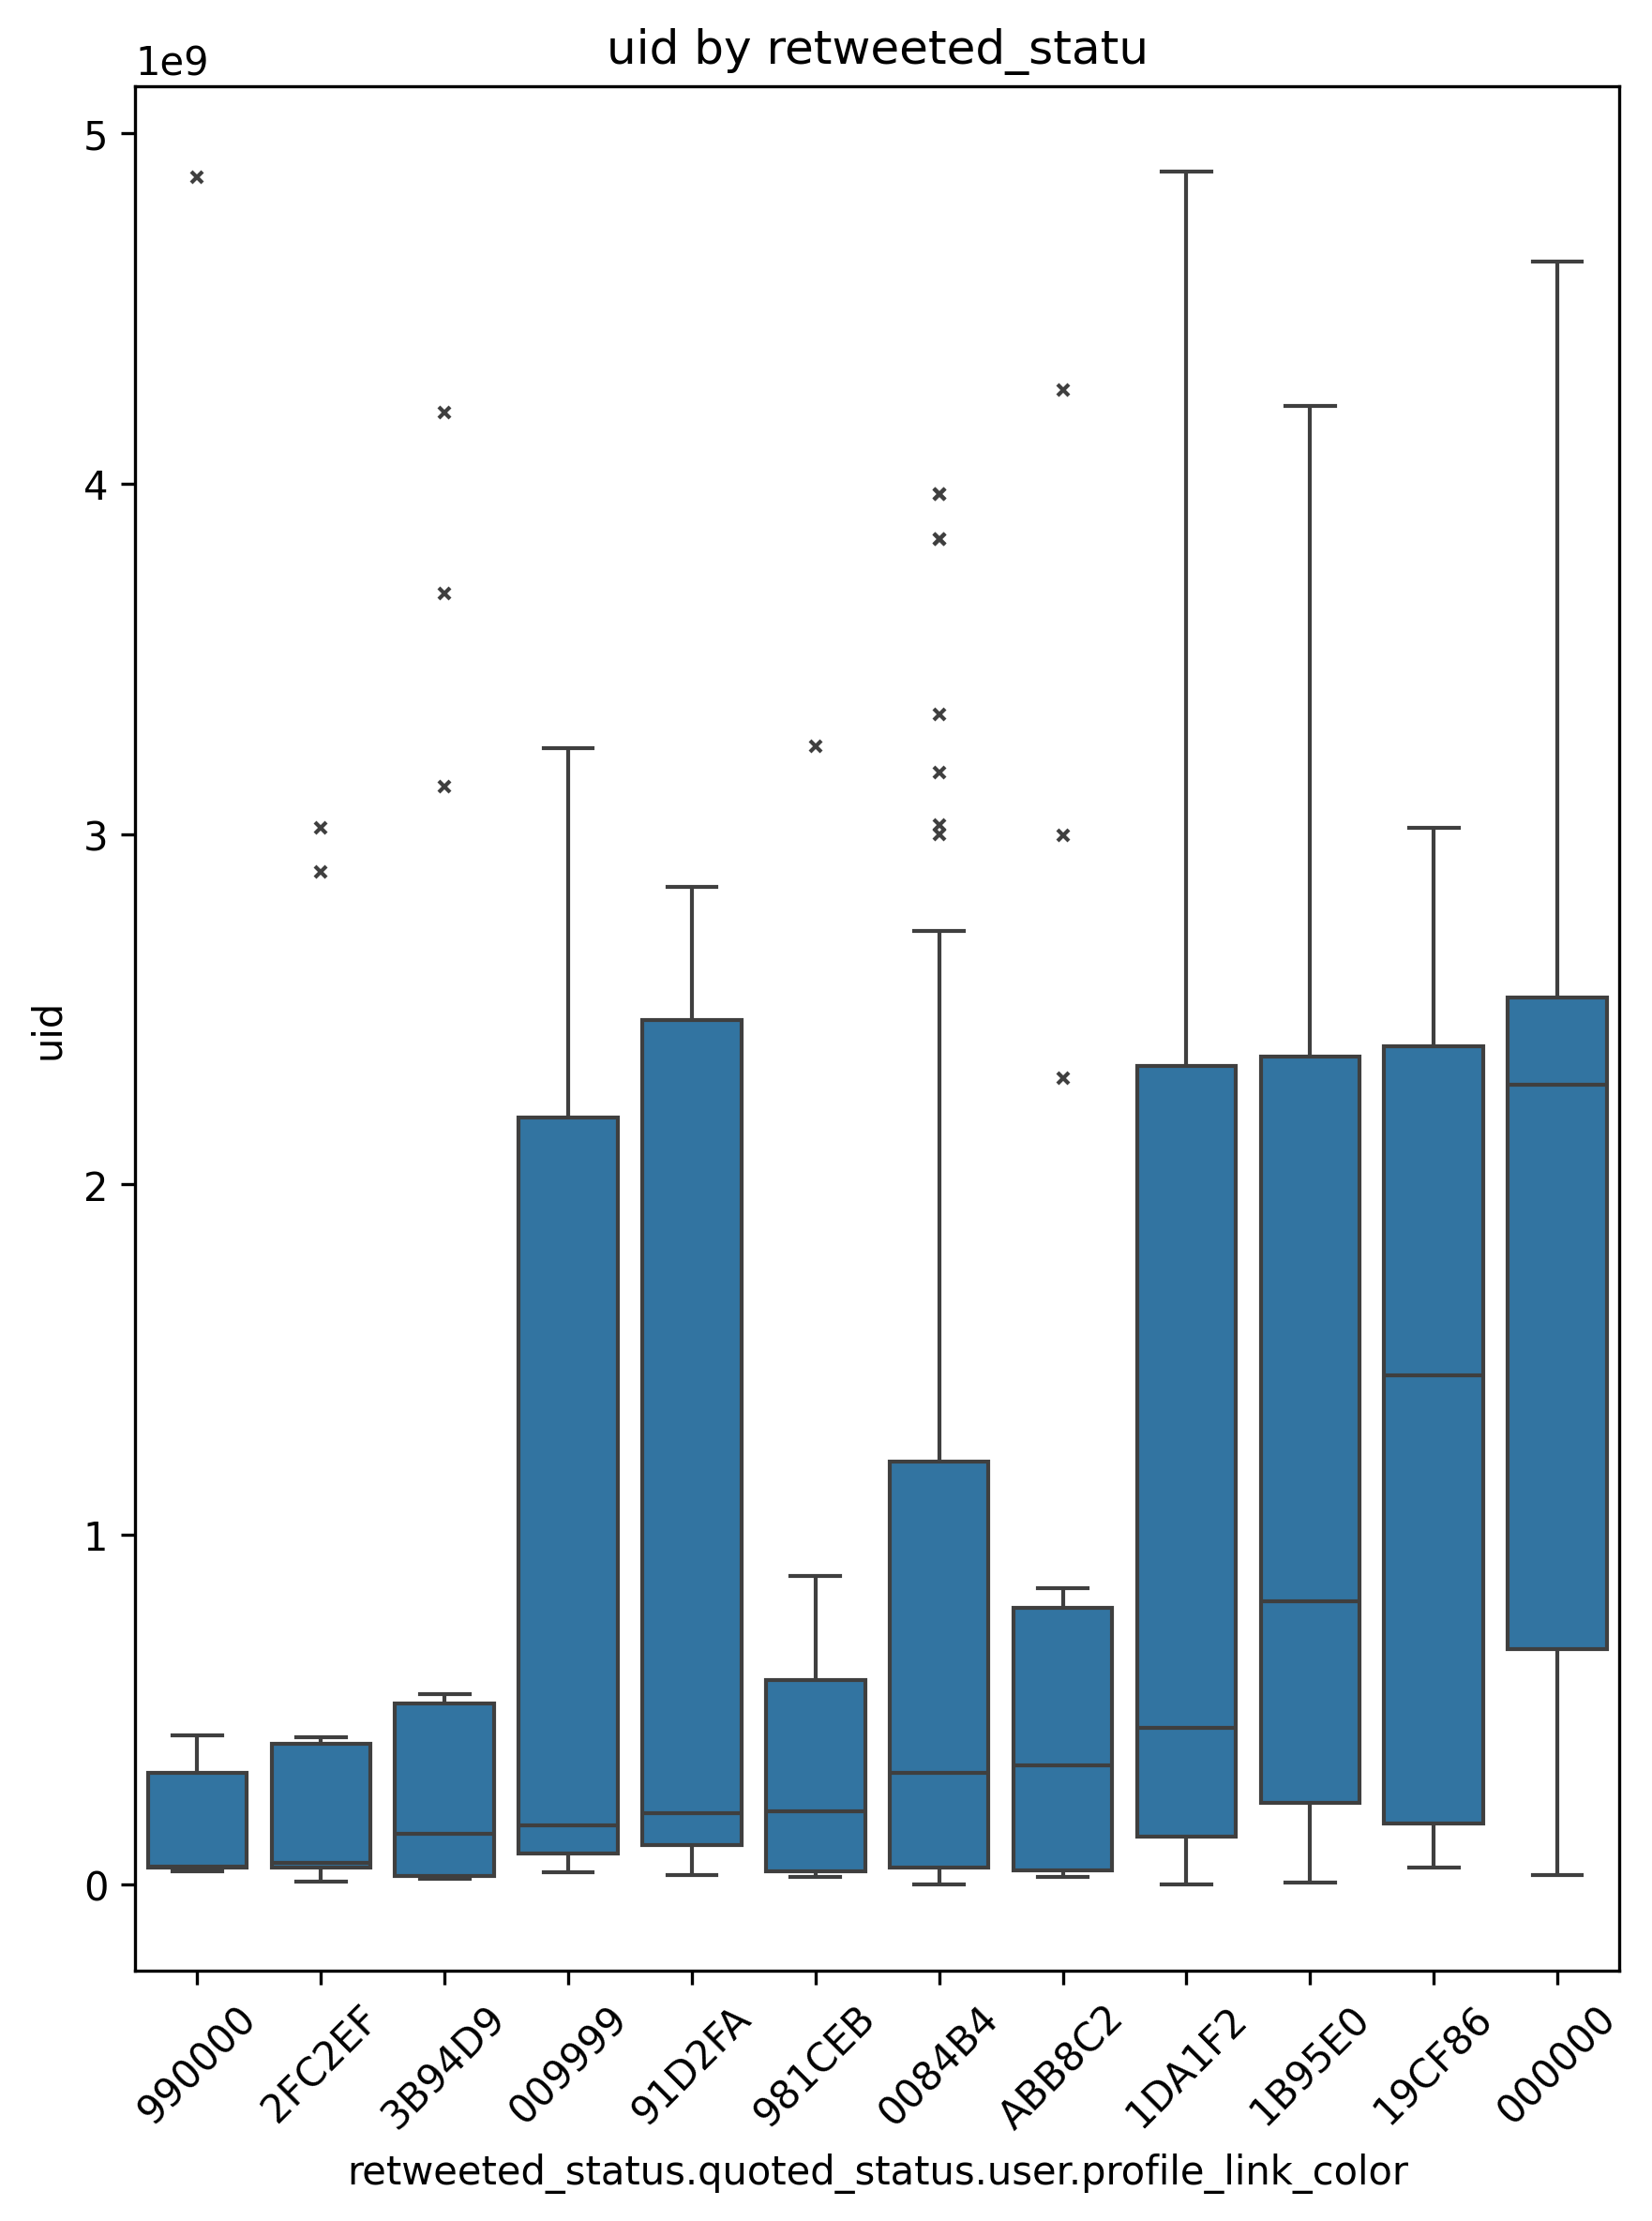 uid by retweeted_statu
1e9
5
4
3
2
1
0
uid
990000
2FC2EF
3B94D9
009999
91D2FA
981CEB
0084B4
ABB8C2
1DA1F2
1B95E0
19CF86
000000
retweeted_status.quoted_status.user.profile_link_color